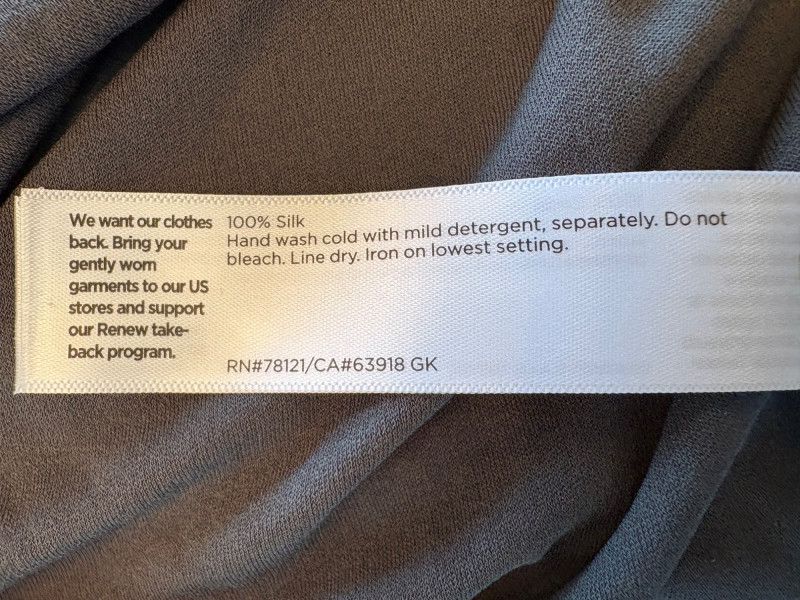 We want our clothes
back. Bring your
gently worn
garments to our US
stores and support
our Renew take-
back program.
100% Silk
Hand wash cold with mild detergent, separately. Do not
bleach. Line dry. Iron on lowest setting.
RN#78121/CA#63918 GK